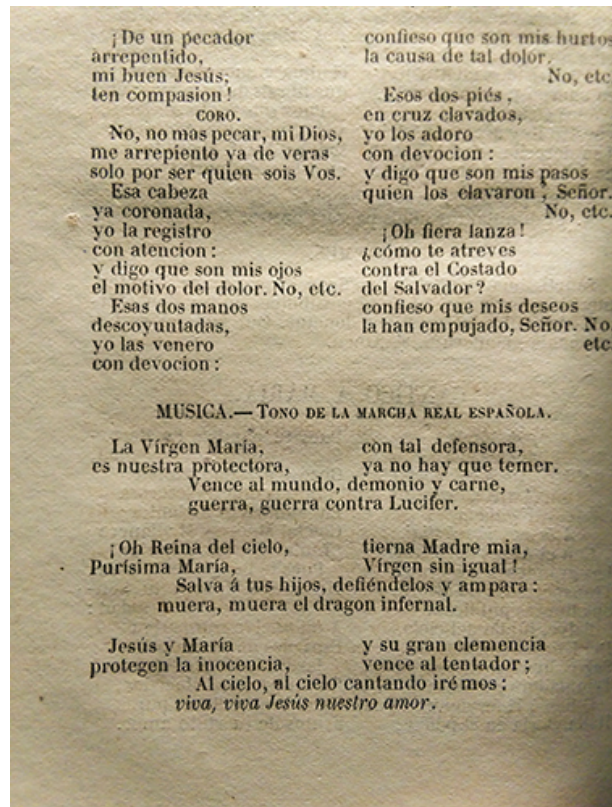 ¡De un pecador
arrepentido,
mi buen Jesús;
ten compasion!
CORO.
No, no mas pecar, mi Dios,
me arrepiento ya de veras
solo por ser quien sois Vos.
Esa cabeza
ya coronada,
yo la registro
con atencion:
y digo que son mis ojos
el motivo del dolor. No, etc.
Esas dos manos
descoyuntadas,
yo las venero
con devocion:
confieso que son mis hurtos
la causa de tal dolor.
No, etc
Esos dos piés,
en cruz clavados,
yo los adoro
con devocion:
y digo que son mis pasos
quien los clavaron, Señor.
No, etc.
¡Oh fiera lanza!
¿cómo te atreves
contra el Costado
del Salvador?
confieso que mis deseos
la han empujado, Señor. No
etc
MUSICA.—TONO DE LA MARCHA REAL ESPAÑOLA.
La Vírgen María,
es nuestra protectora,
con tal defensora,
ya no hay que temer.
Vence al mundo, demonio y carne,
guerra, guerra contra Lucifer.
¡Oh Reina del cielo,
Purísima María,
tierna Madre mia,
Vírgen sin igual!
Salva á tus hijos, defiéndelos y ampara:
muera, muera el dragon infernal.
Jesús y María
protegen la inocencia,
y su gran clemencia
vence al tentador;
Al cielo, al cielo cantando irémos:
viva, viva Jesús nuestro amor.